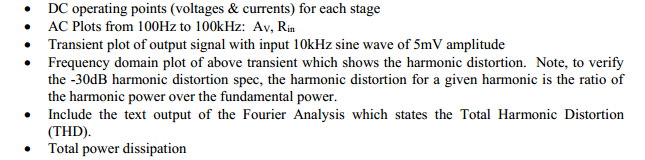 • DC operating points (voltages & currents) for each stage
• AC Plots from 100Hz to 100kHz: Av, Rin
• Transient plot of output signal with input 10kHz sine wave of 5mV amplitude
• Frequency domain plot of above transient which shows the harmonic distortion. Note, to verify
the -30dB harmonic distortion spec, the harmonic distortion for a given harmonic is the ratio of
the harmonic power over the fundamental power.
• Include the text output of the Fourier Analysis which states the Total Harmonic Distortion
(THD).
• Total power dissipation